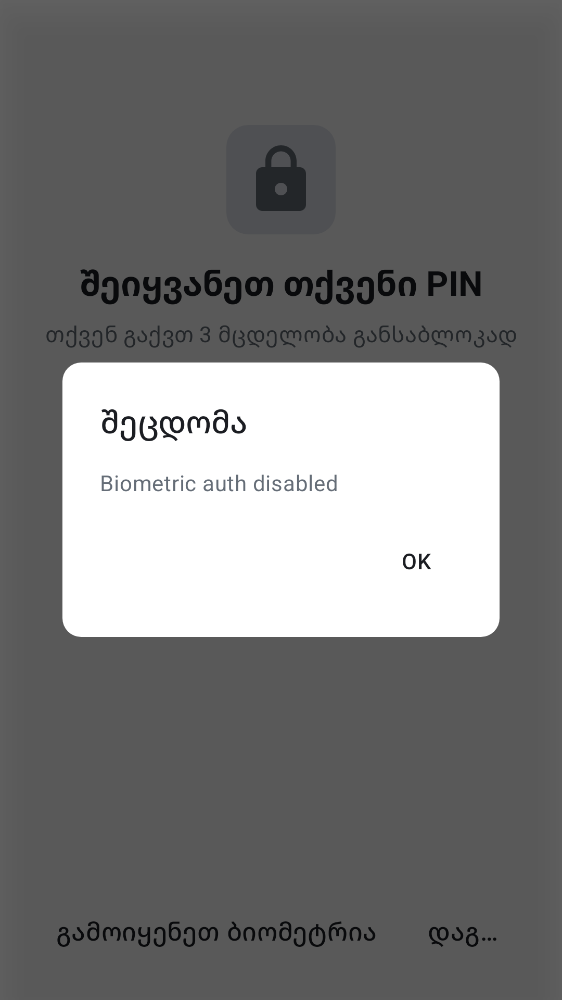 შეიყვანეთ თქვენი PIN
თქვენ გაქვთ 3 მცდელობა განსაბლოკად
შეცდომა
Biometric auth disabled
OK
გამოიყენეთ ბიომეტრია
დაგ...